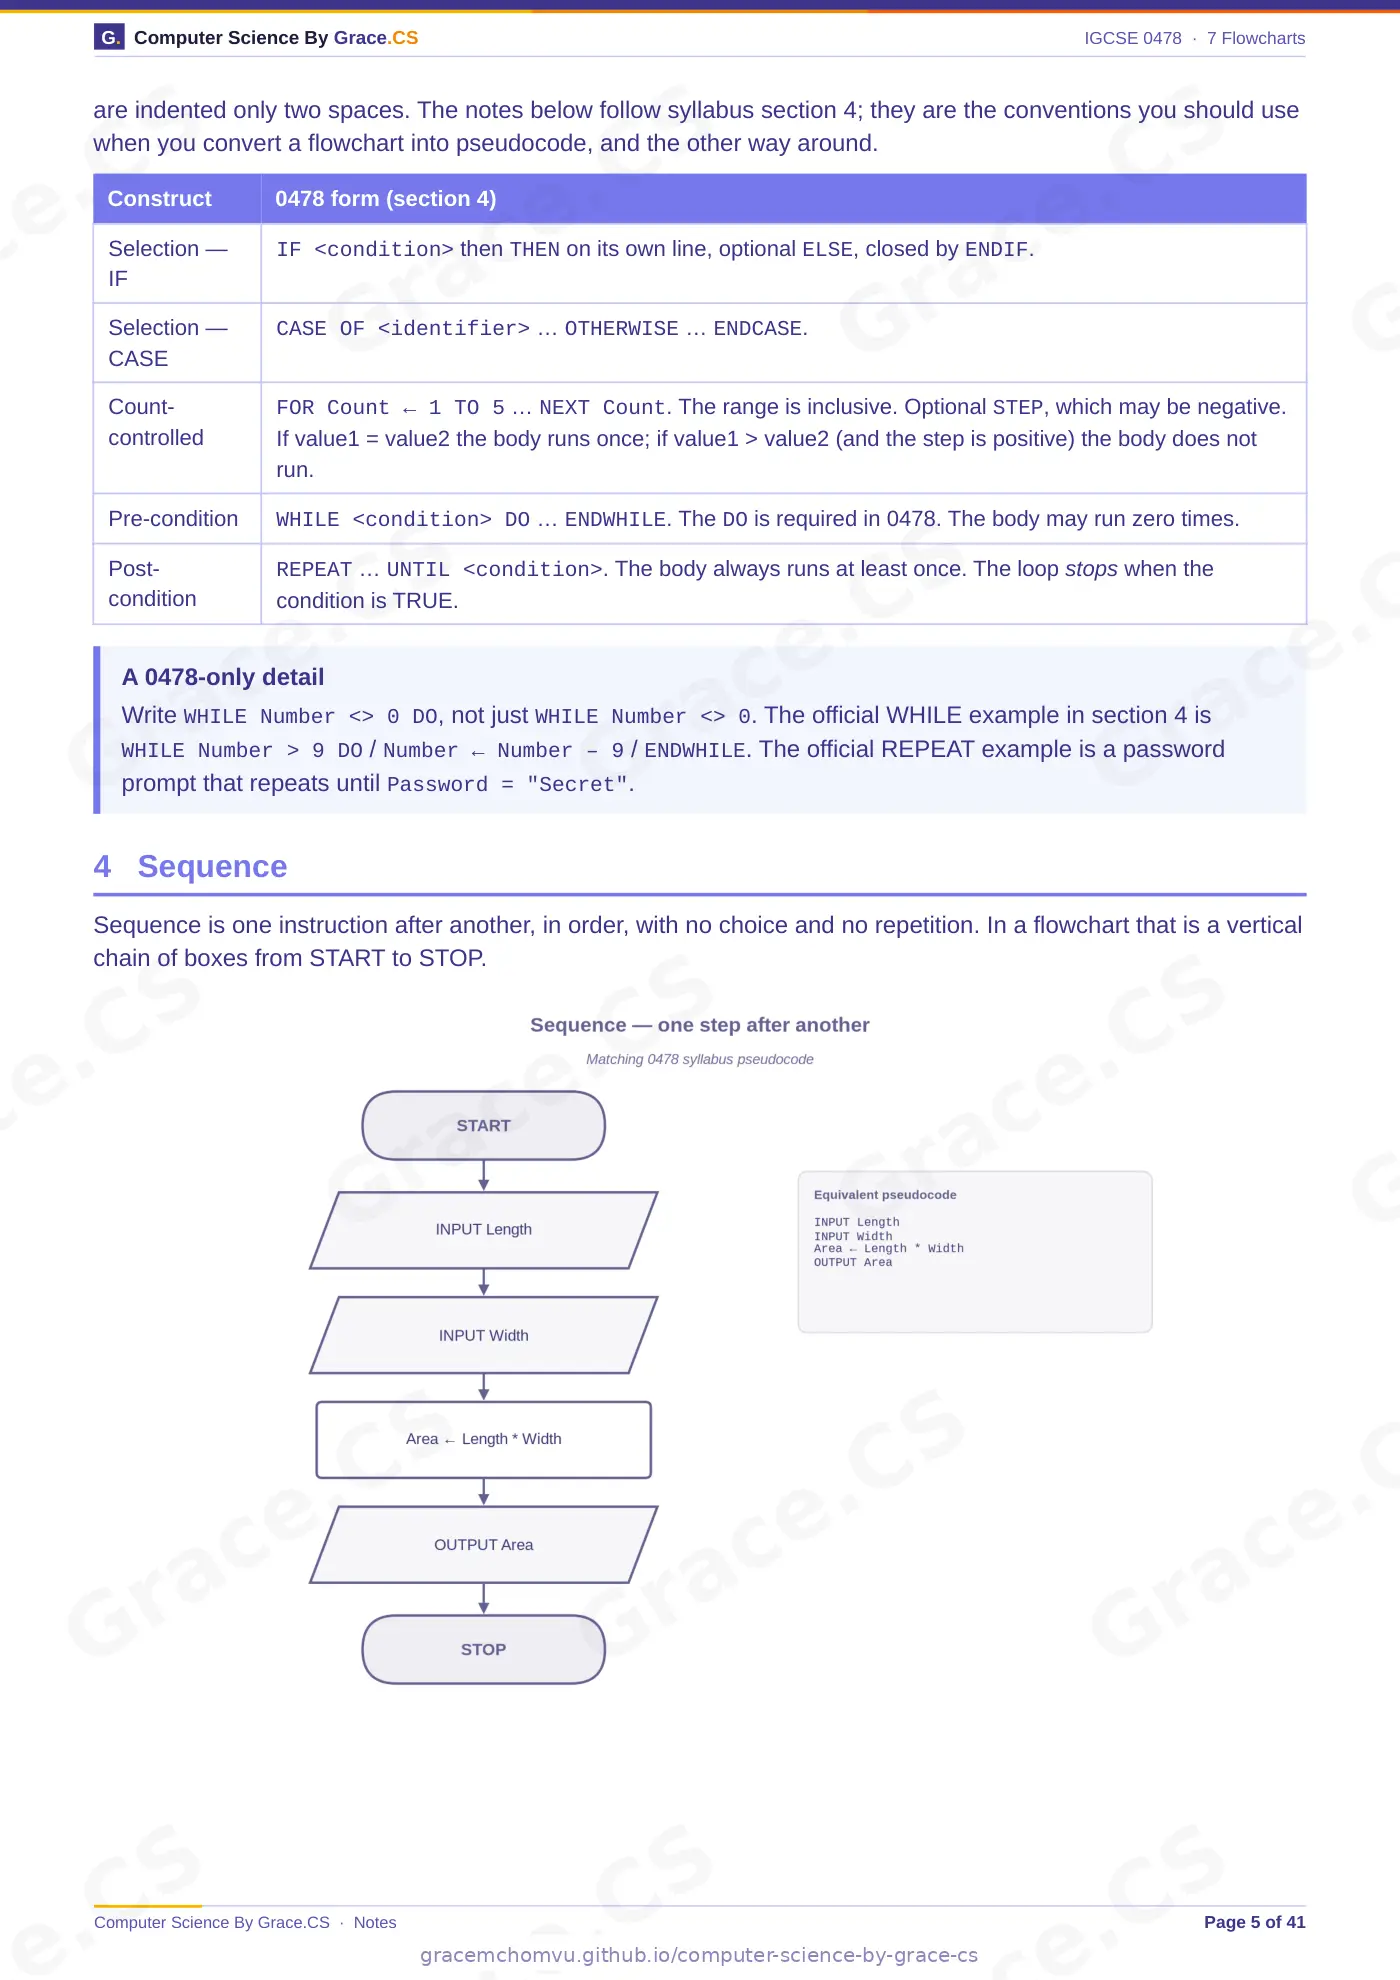 G. Computer Science By Grace.CS
IGCSE 0478 · 7 Flowcharts
are indented only two spaces. The notes below follow syllabus section 4; they are the conventions you should use
when you convert a flowchart into pseudocode, and the other way around.
Construct
0478 form (section 4)
Selection —
IF
IF <condition> then THEN on its own line, optional ELSE, closed by ENDIF.
Selection —
CASE
CASE OF <identifier> … OTHERWISE … ENDCASE.
Count-
controlled
FOR Count ← 1 TO 5 … NEXT Count. The range is inclusive. Optional STEP, which may be negative.
If value1 = value2 the body runs once; if value1 > value2 (and the step is positive) the body does not
run.
Pre-condition
WHILE <condition> DO … ENDWHILE. The DO is required in 0478. The body may run zero times.
Post-
condition
REPEAT … UNTIL <condition>. The body always runs at least once. The loop stops when the
condition is TRUE.
A 0478-only detail
Write WHILE Number <> 0 DO, not just WHILE Number <> 0. The official WHILE example in section 4 is
WHILE Number > 9 DO / Number ← Number – 9 / ENDWHILE. The official REPEAT example is a password
prompt that repeats until Password = "Secret".
4 Sequence
Sequence is one instruction after another, in order, with no choice and no repetition. In a flowchart that is a vertical
chain of boxes from START to STOP.
Sequence — one step after another
Matching 0478 syllabus pseudocode
START
INPUT Length
INPUT Width
Area ← Length * Width
OUTPUT Area
STOP
Equivalent pseudocode
INPUT Length
INPUT Width
Area ← Length * Width
OUTPUT Area
Computer Science By Grace.CS · Notes
Page 5 of 41
gracemchomvu.github.io/computer-science-by-grace-cs
Grace.CS